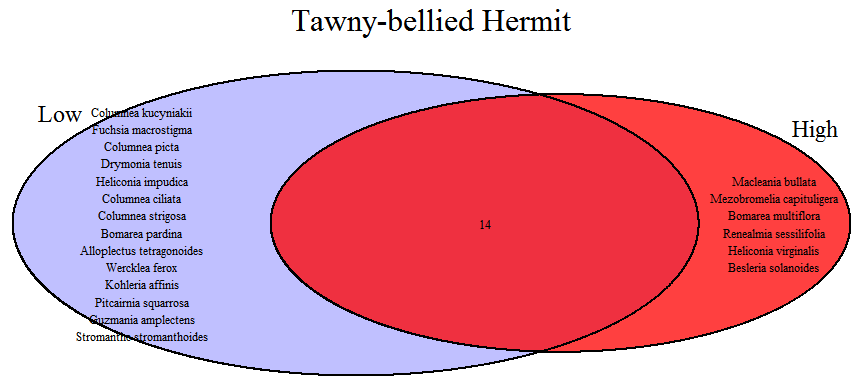 Tawny-bellied Hermit
Low
Columnea kucyniakii
Fuchsia macrostigma
Columnea picta
Drymonia tenuis
Heliconia impudica
Columnea ciliata
Columnea strigosa
Bomarea pardina
Alloplectus tetragonoides
Wercklea ferox
Kohleria affinis
Pitcairnia squarrosa
Guzmania amplectens
Stromanthe stromanthoides
14
High
Macleania bullata
Mezobromelia capituligera
Bomarea multiflora
Renealmia sessilifolia
Heliconia virginalis
Besleria solanoides